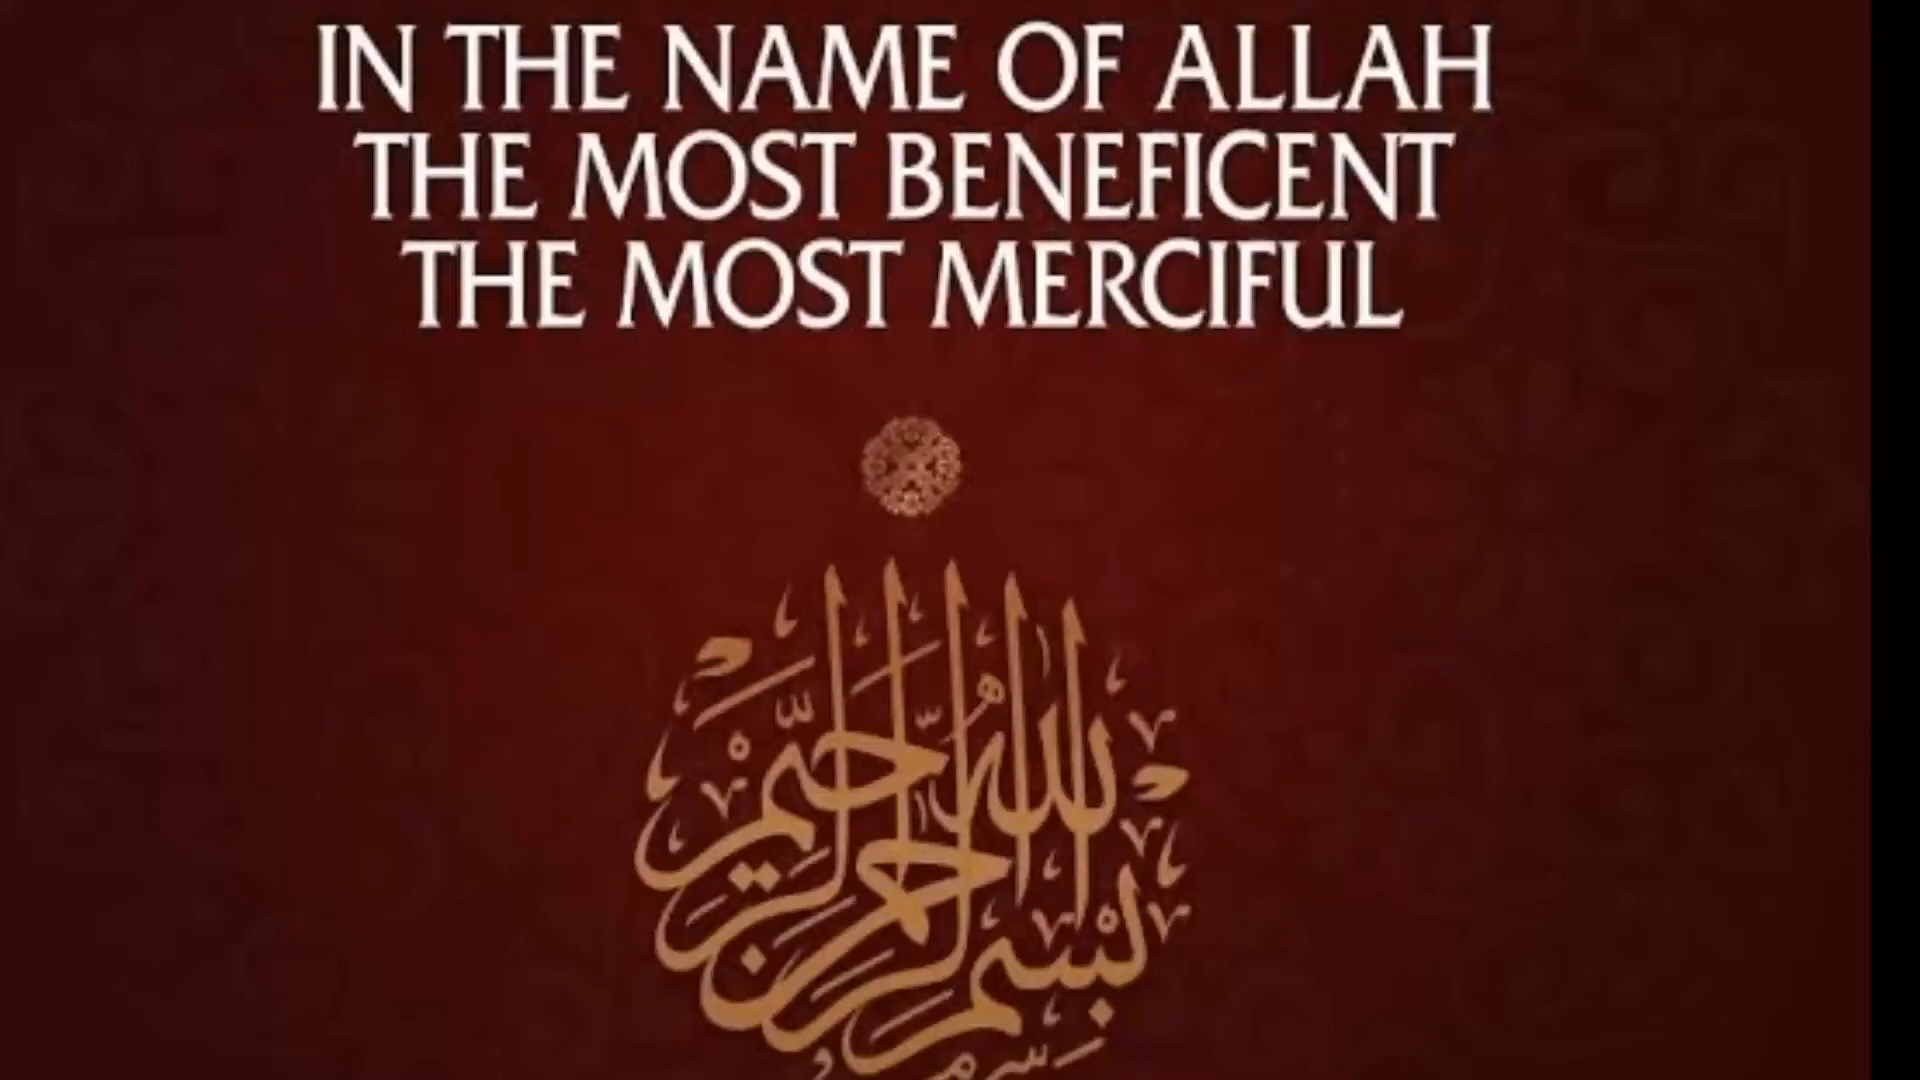 IN THE NAME OF ALLAH
THE MOST BENEFICENT
THE MOST MERCIFUL
بسم الله الرحمن الرحيم